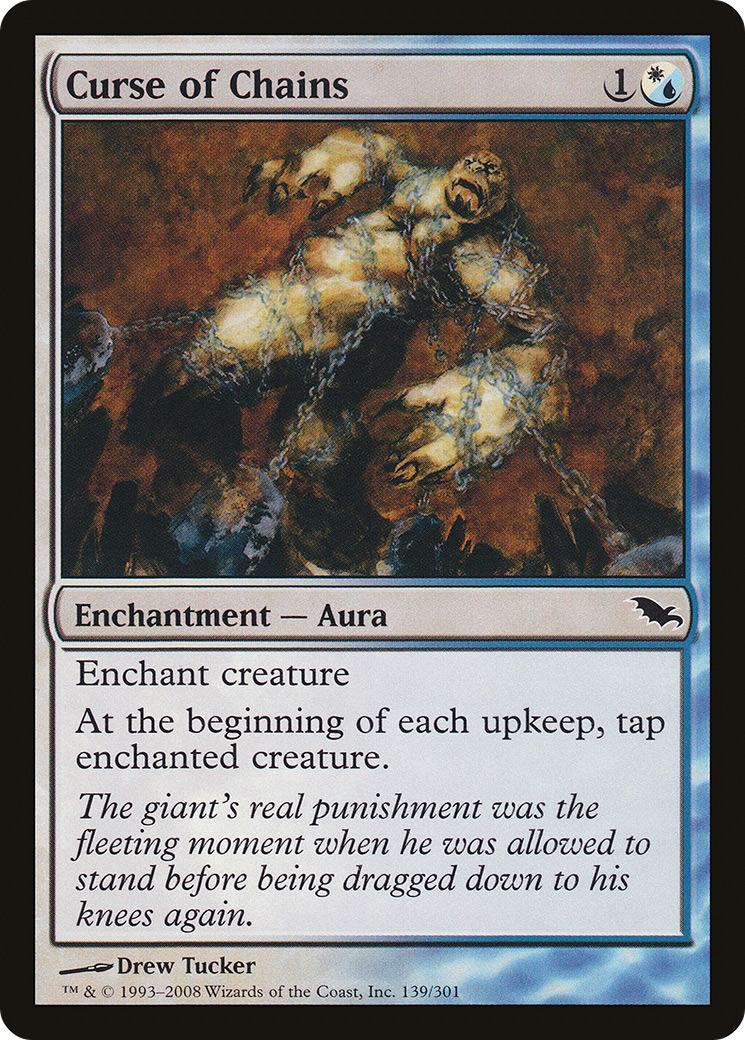 Curse of Chains 1
Enchantment — Aura
Enchant creature
At the beginning of each upkeep, tap
enchanted creature.
The giant's real punishment was the
fleeting moment when he was allowed to
stand before being dragged down to his
knees again.
Drew Tucker
™ & © 1993–2008 Wizards of the Coast, Inc. 139/301